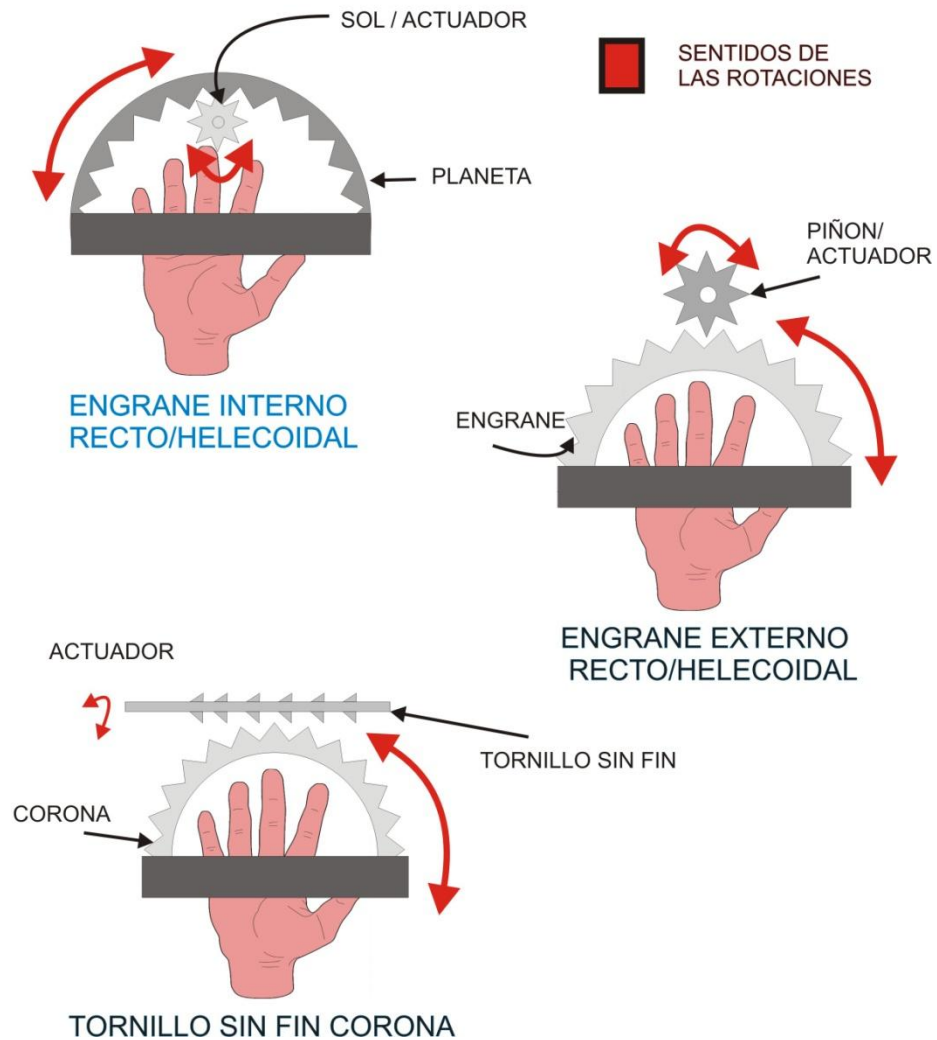 SOL / ACTUADOR
SENTIDOS DE
LAS ROTACIONES
PLANETA
PIÑON/
ACTUADOR
ENGRANE INTERNO
RECTO/HELECOIDAL
ENGRANE
ENGRANE EXTERNO
RECTO/HELECOIDAL
ACTUADOR
TORNILLO SIN FIN
CORONA
TORNILLO SIN FIN CORONA